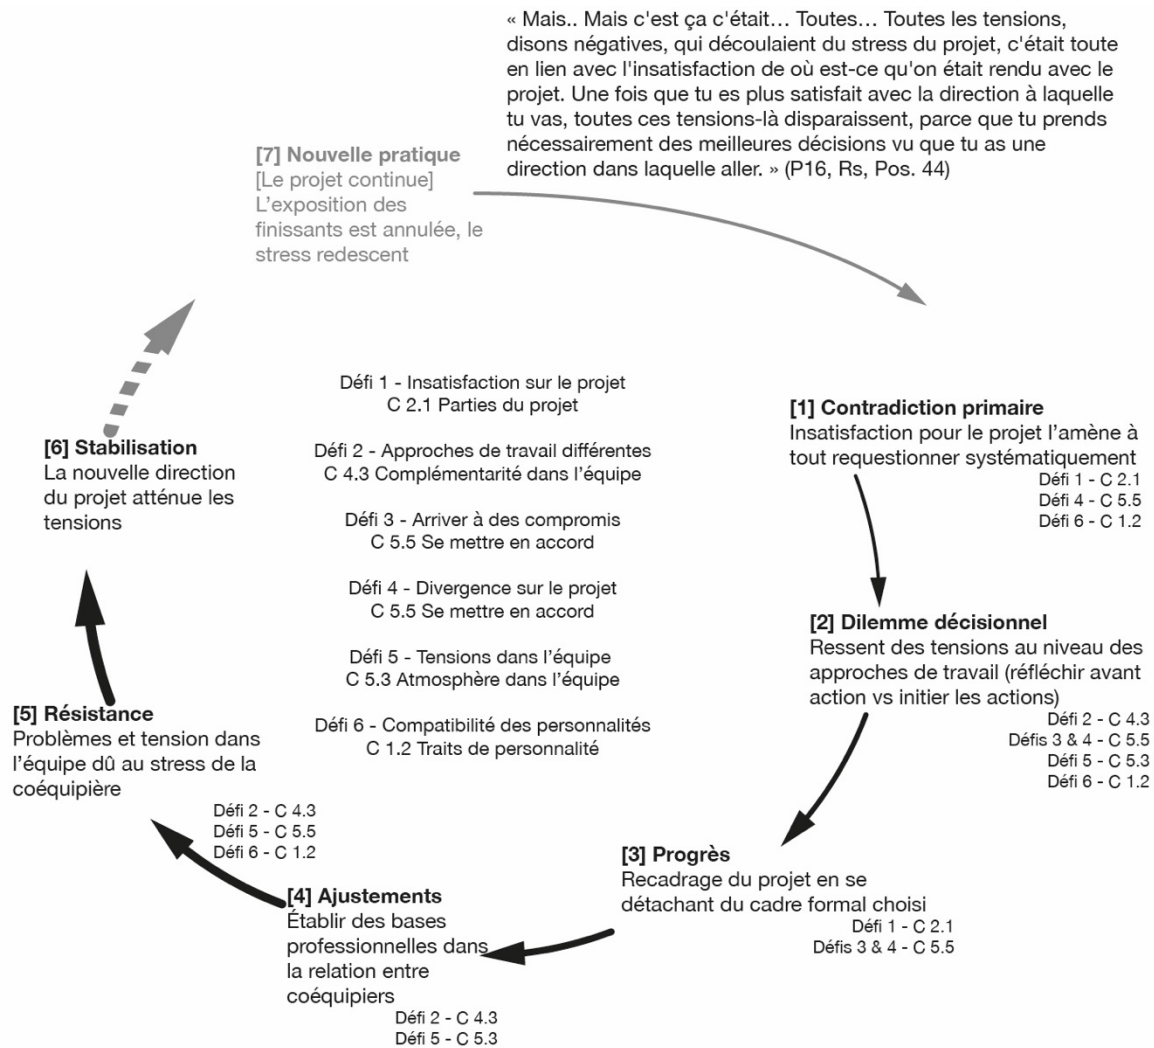 « Mais.. Mais c'est ça c'était… Toutes… Toutes les tensions,
disons négatives, qui découlaient du stress du projet, c'était toute
en lien avec l'insatisfaction de où est-ce qu'on était rendu avec le
projet. Une fois que tu es plus satisfait avec la direction à laquelle
tu vas, toutes ces tensions-là disparaissent, parce que tu prends
nécessairement des meilleures décisions vu que tu as une
direction dans laquelle aller. » (P16, Rs, Pos. 44)
[7] Nouvelle pratique
[Le projet continue]
L'exposition des
finissants est annulée, le
stress redescent
Défi 1 - Insatisfaction sur le projet
C 2.1 Parties du projet
Défi 2 - Approches de travail différentes
C 4.3 Complémentarité dans l'équipe
Défi 3 - Arriver à des compromis
C 5.5 Se mettre en accord
Défi 4 - Divergence sur le projet
C 5.5 Se mettre en accord
Défi 5 - Tensions dans l'équipe
C 5.3 Atmosphère dans l'équipe
Défi 6 - Compatibilité des personnalités
C 1.2 Traits de personnalité
[1] Contradiction primaire
Insatisfaction pour le projet l'amène à
tout requestionner systématiquement
Défi 1 - C 2.1
Défi 4 - C 5.5
Défi 6 - C 1.2
[2] Dilemme décisionnel
Ressent des tensions au niveau des
approches de travail (réfléchir avant
action vs initier les actions)
Défi 2 - C 4.3
Défis 3 & 4 - C 5.5
Défi 5 - C 5.3
Défi 6 - C 1.2
[3] Progrès
Recadrage du projet en se
détachant du cadre formal choisi
Défi 1 - C 2.1
Défis 3 & 4 - C 5.5
[4] Ajustements
Établir des bases
professionnelles dans
la relation entre
coéquipiers
Défi 2 - C 4.3
Défi 5 - C 5.3
[5] Résistance
Problèmes et tension dans
l'équipe dû au stress de la
coéquipière
Défi 2 - C 4.3
Défi 5 - C 5.5
Défi 6 - C 1.2
[6] Stabilisation
La nouvelle direction
du projet atténue les
tensions